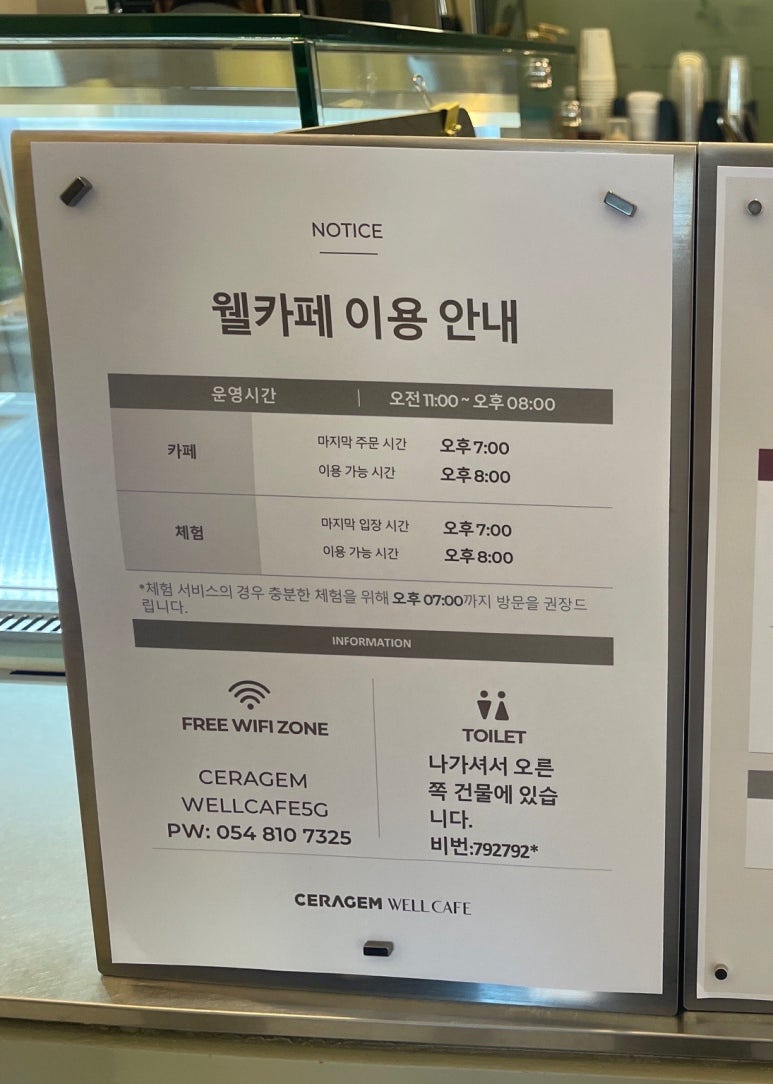 NOTICE
웰카페 이용 안내
운영시간 | 오전 11:00 ~ 오후 08:00
카페
마지막 주문 시간 오후 7:00
이용 가능 시간 오후 8:00
체험
마지막 입장 시간 오후 7:00
이용 가능 시간 오후 8:00
*체험 서비스의 경우 충분한 체험을 위해 오후 07:00까지 방문을 권장드
립니다.
INFORMATION
FREE WIFI ZONE
CERAGEM
WELLCAFE5G
PW: 054 810 7325
TOILET
나가셔서 오른
쪽 건물에 있습
니다.
비번:792792*
CERAGEM WELL CAFE